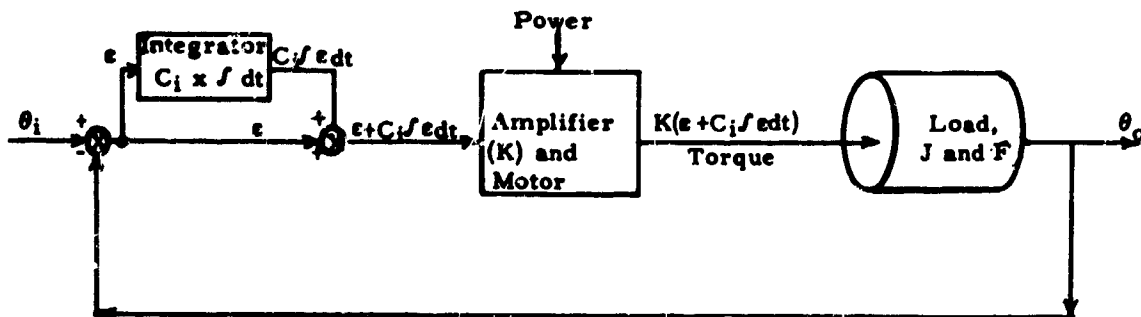 Power
ε
Integrator
C_i x ∫ dt
C_i∫ εdt
θ_i
+
-
ε
+
+
ε+C_i∫ εdt
Amplifier
(K) and
Motor
K(ε+C_i∫ εdt)
Torque
Load,
J and F
θ_o